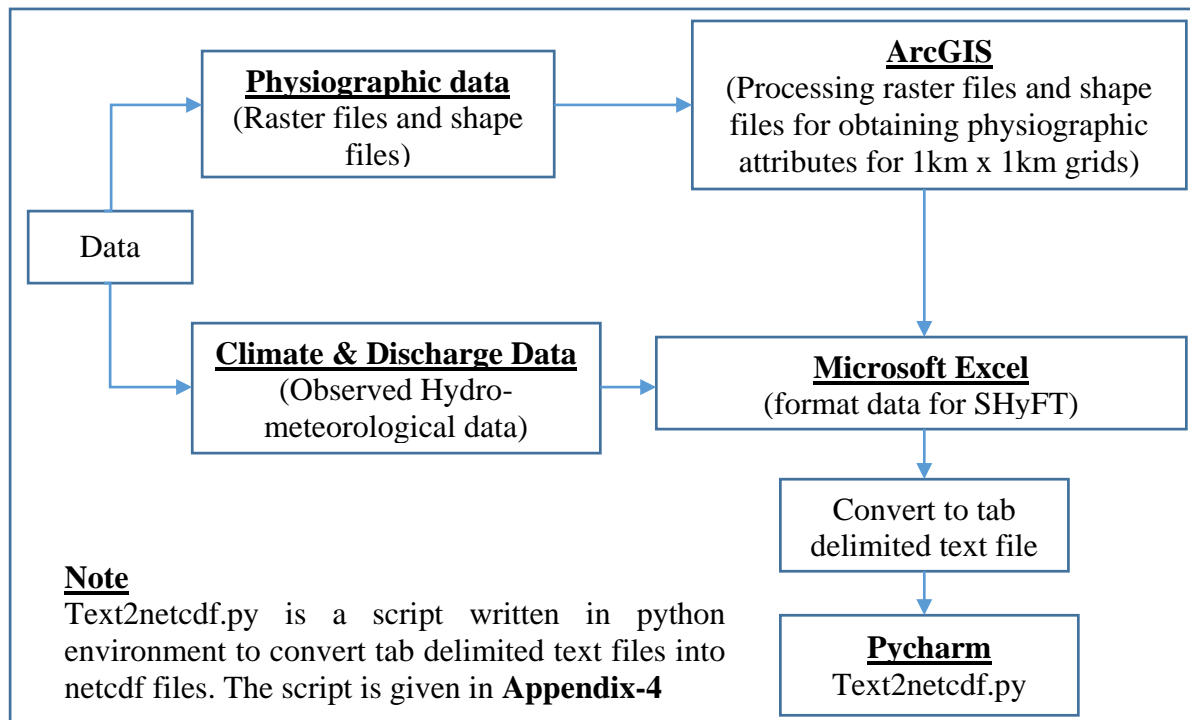 Physiographic data
(Raster files and shape
files)
ArcGIS
(Processing raster files and shape
files for obtaining physiographic
attributes for 1km x 1km grids)
Data
Climate & Discharge Data
(Observed Hydro-
meteorological data)
Microsoft Excel
(format data for SHyFT)
Convert to tab
delimited text file
Note
Text2netcdf.py is a script written in python
environment to convert tab delimited text files into
netcdf files. The script is given in Appendix-4
Pycharm
Text2netcdf.py